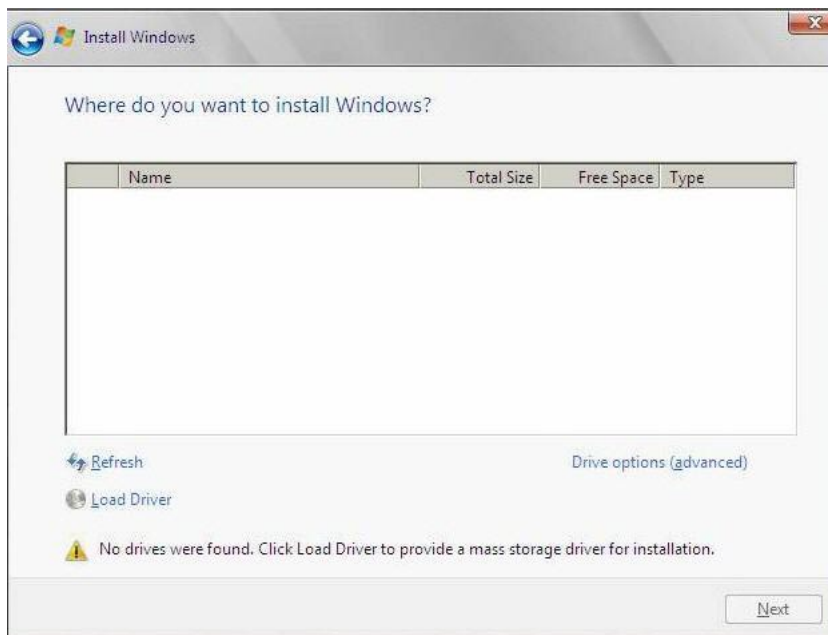 Install Windows
Where do you want to install Windows?
Name Total Size Free Space Type
Refresh Drive options (advanced)
Load Driver
No drives were found. Click Load Driver to provide a mass storage driver for installation.
Next